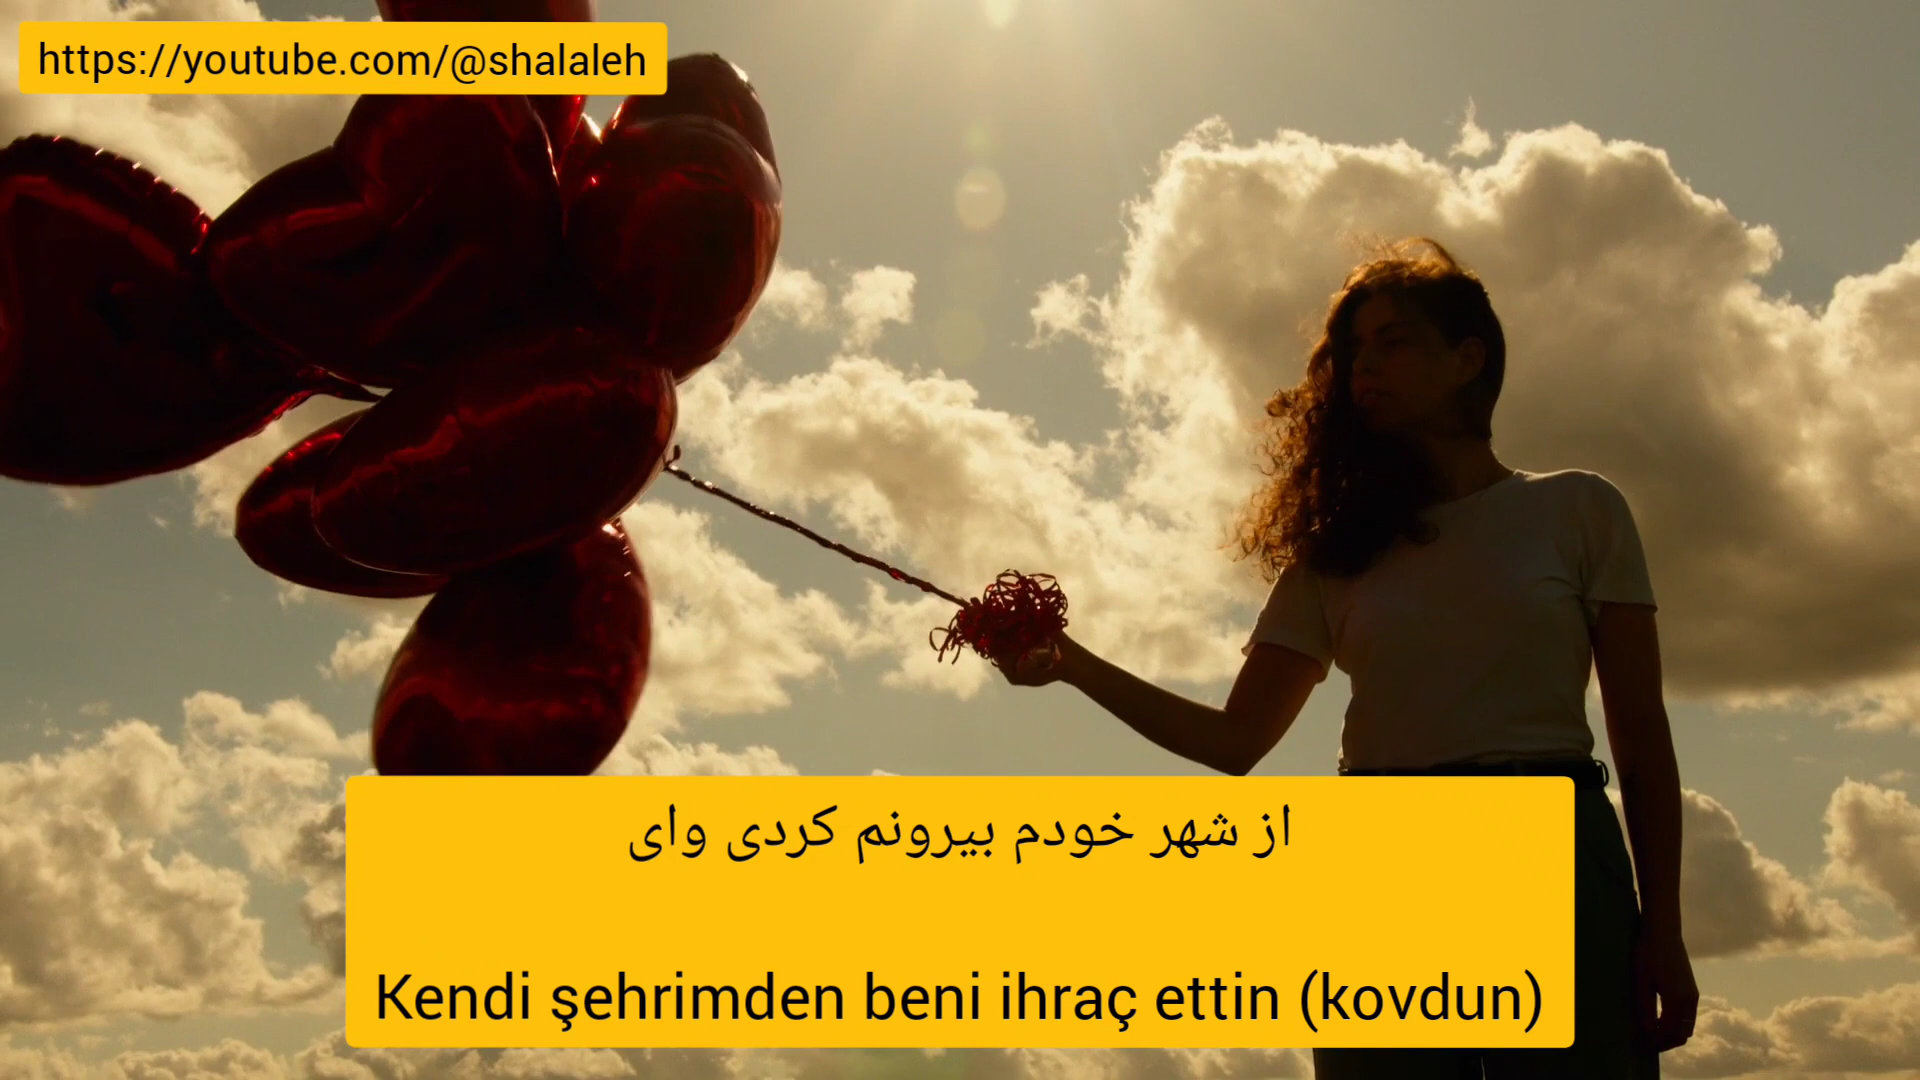 https://youtube.com/@shalaleh
از شهر خودم بیرونم کردی وای
Kendi şehrimden beni ihraç ettin (kovdun)